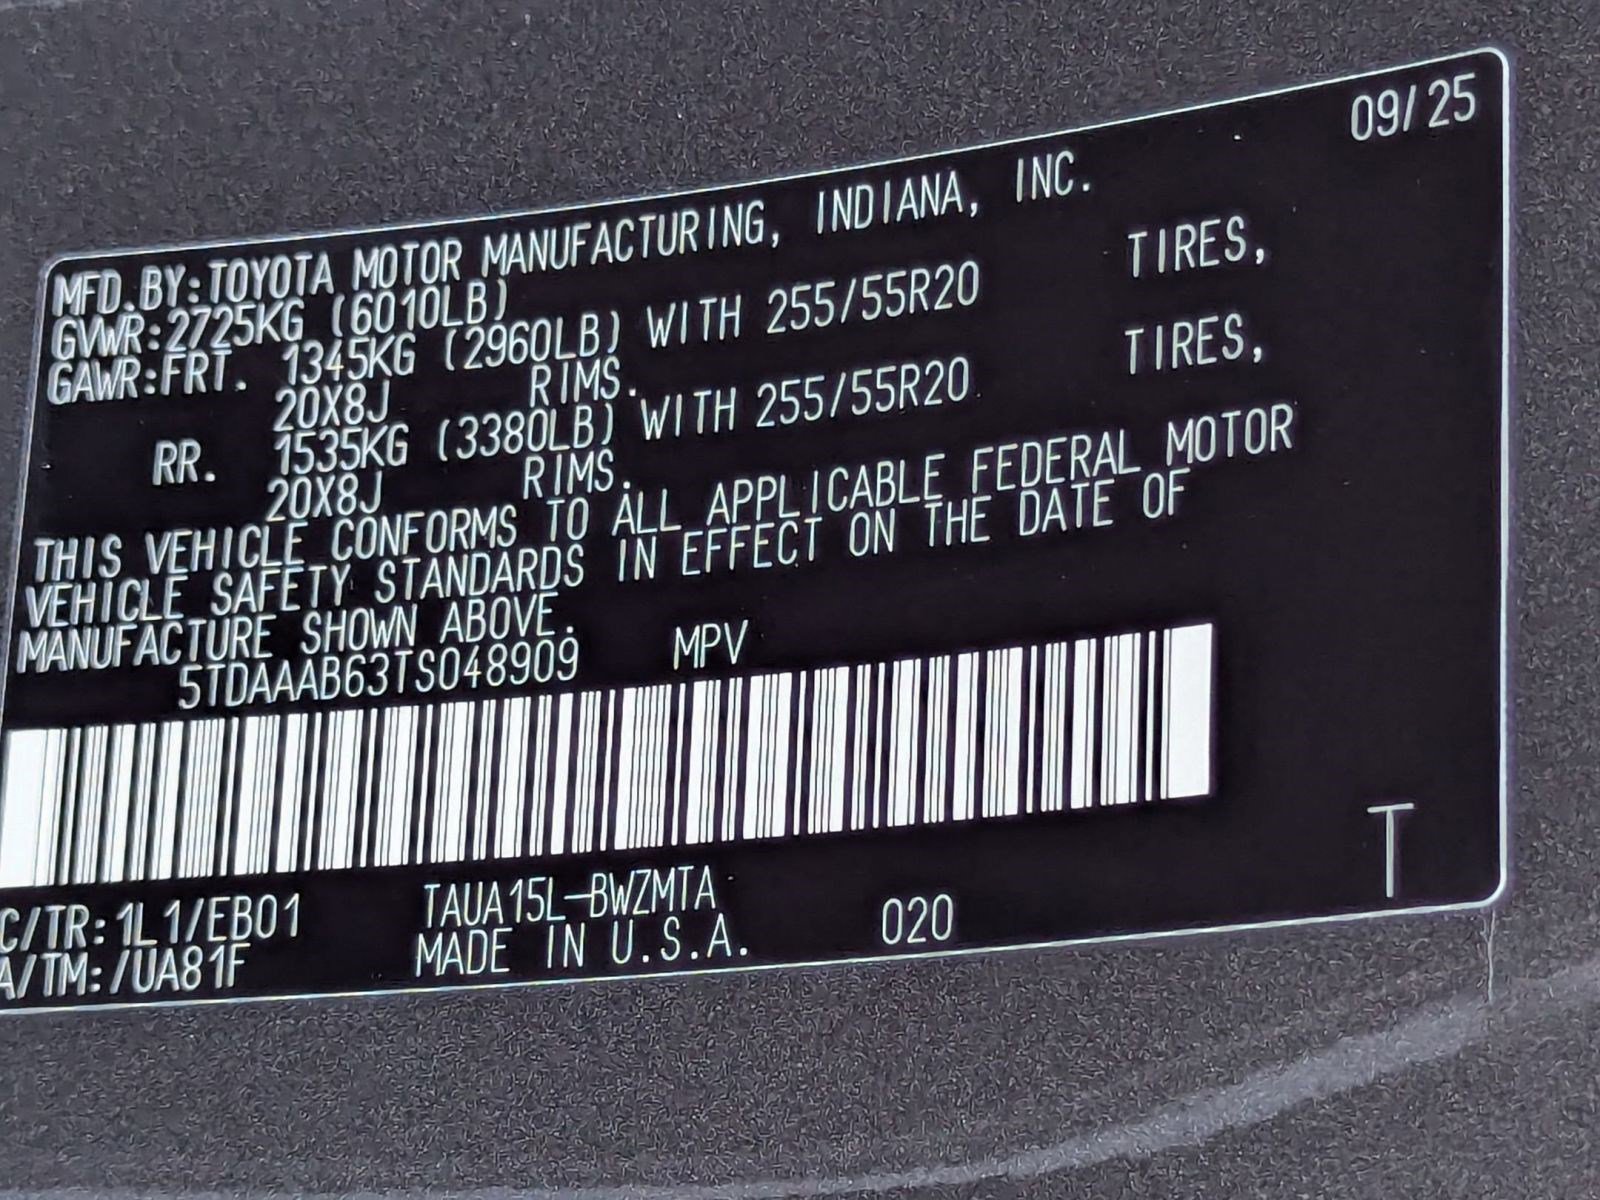 09/25
MFD.BY:TOYOTA MOTOR MANUFACTURING, INDIANA, INC.
GVWR:2725KG (6010LB)
GAWR:FRT. 1345KG (2960LB) WITH 255/55R20 TIRES,
20X8J RIMS.
RR. 1535KG (3380LB) WITH 255/55R20 TIRES,
20X8J RIMS.
THIS VEHICLE CONFORMS TO ALL APPLICABLE FEDERAL MOTOR
VEHICLE SAFETY STANDARDS IN EFFECT ON THE DATE OF
MANUFACTURE SHOWN ABOVE.
5TDAAAB63TS048909 MPV
C/TR:1L1/EB01 TAUA15L-BWZMTA
A/TM:/UA81F MADE IN U.S.A. 020
T